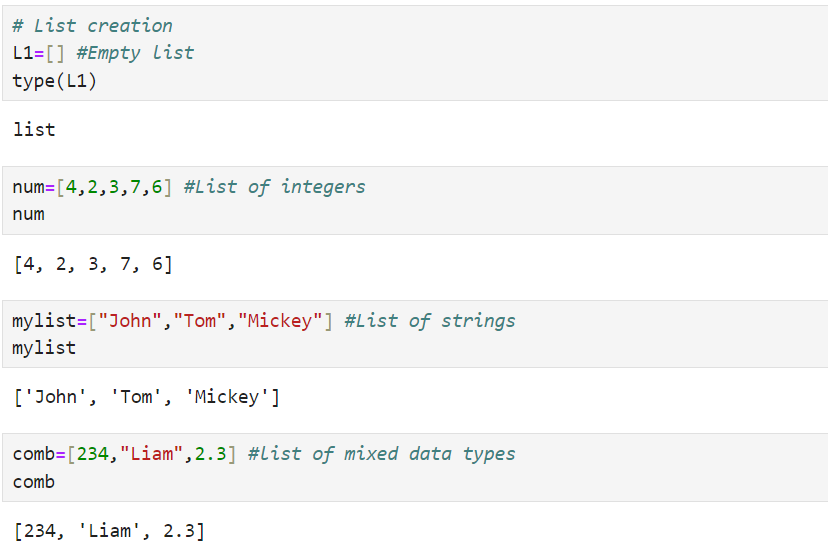 # List creation
L1=[] #Empty list
type(L1)
list
num=[4,2,3,7,6] #List of integers
num
[4, 2, 3, 7, 6]
mylist=["John","Tom","Mickey"] #List of strings
mylist
['John', 'Tom', 'Mickey']
comb=[234,"Liam",2.3] #list of mixed data types
comb
[234, 'Liam', 2.3]